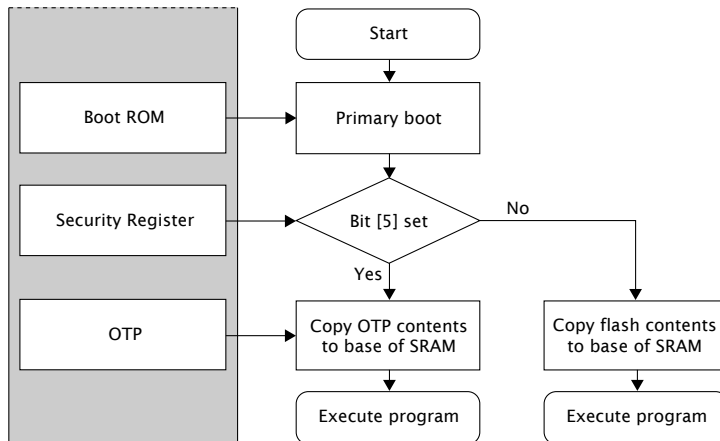 Start
Boot ROM
Primary boot
Security Register
Bit [5] set
No
Yes
OTP
Copy OTP contents
to base of SRAM
Copy flash contents
to base of SRAM
Execute program
Execute program